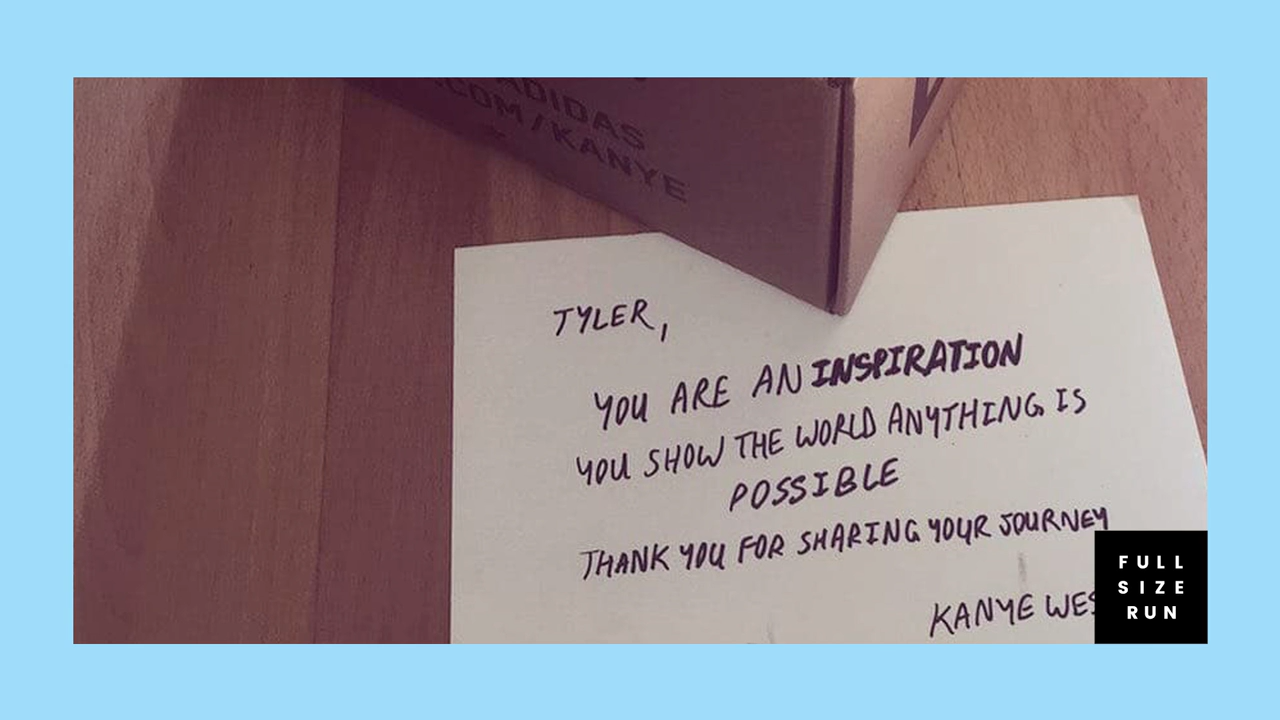 ADIDAS
.COM/KANYE
TYLER,
YOU ARE AN INSPIRATION
YOU SHOW THE WORLD ANYTHING IS
POSSIBLE
THANK YOU FOR SHARING YOUR JOURNEY
KANYE WES
FULL
SIZE
RUN